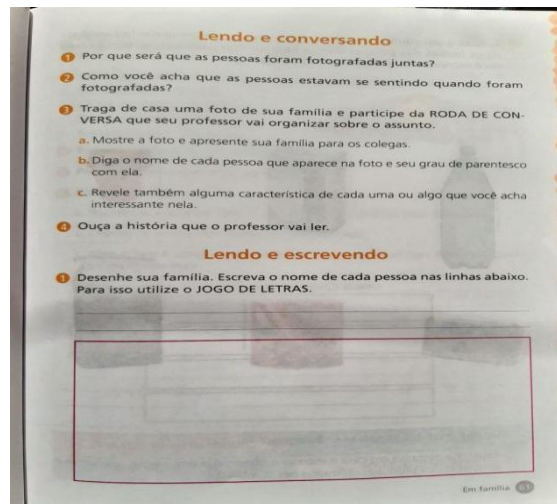 Lendo e conversando
1 Por que será que as pessoas foram fotografadas juntas?
2 Como você acha que as pessoas estavam se sentindo quando foram
fotografadas?
3 Traga de casa uma foto de sua família e participe da RODA DE CON-
VERSA que seu professor vai organizar sobre o assunto.
a. Mostre a foto e apresente sua família para os colegas.
b. Diga o nome de cada pessoa que aparece na foto e seu grau de parentesco
com ela.
c. Revele também alguma característica de cada uma ou algo que você acha
interessante nela.
4 Ouça a história que o professor vai ler.
Lendo e escrevendo
1 Desenhe sua família. Escreva o nome de cada pessoa nas linhas abaixo.
Para isso utilize o JOGO DE LETRAS.
Em família